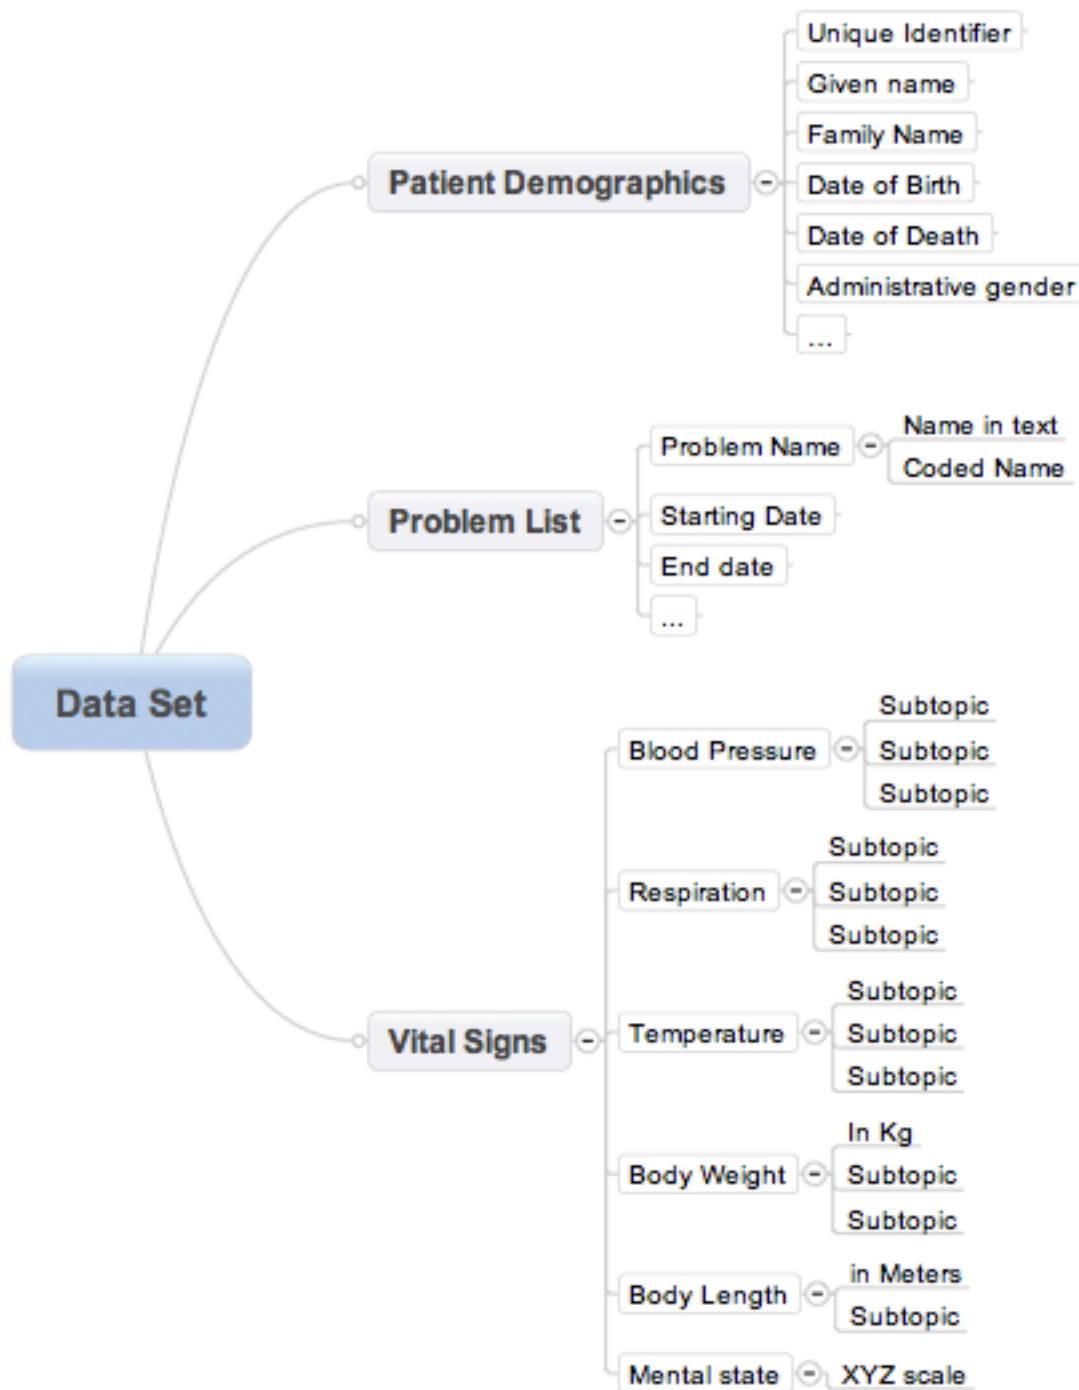 Data Set
Patient Demographics
Unique Identifier
Given name
Family Name
Date of Birth
Date of Death
Administrative gender
...
Problem List
Problem Name
Name in text
Coded Name
Starting Date
End date
...
Vital Signs
Blood Pressure
Subtopic
Subtopic
Subtopic
Respiration
Subtopic
Subtopic
Subtopic
Temperature
Subtopic
Subtopic
Subtopic
Body Weight
In Kg
Subtopic
Subtopic
Body Length
in Meters
Subtopic
Mental state
XYZ scale